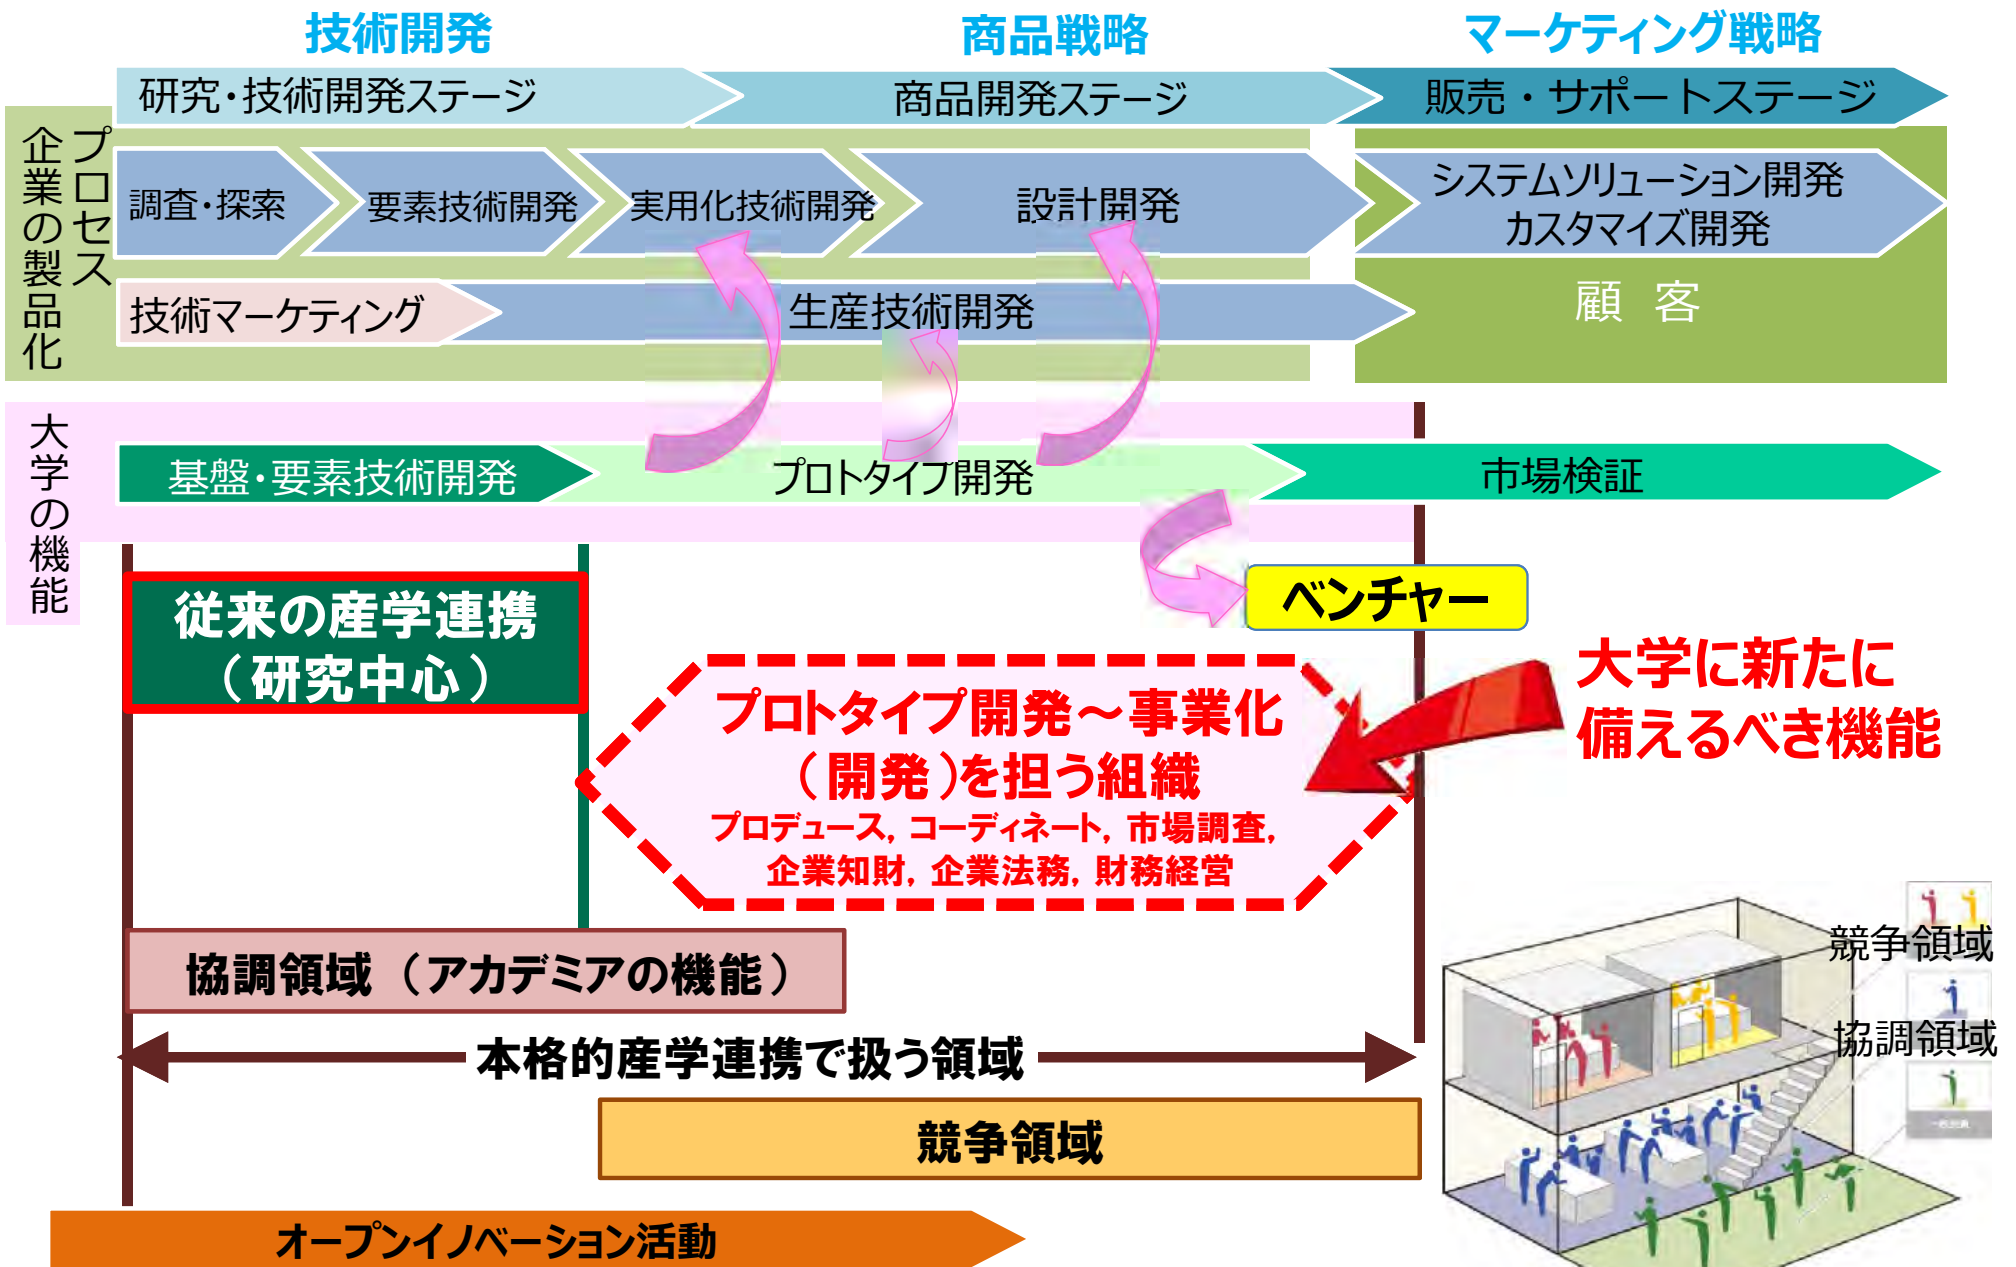 技術開発
商品戦略
マーケティング戦略
研究・技術開発ステージ
商品開発ステージ
販売・サポートステージ
企業の製品化
プロセス
調査・探索
要素技術開発
実用化技術開発
設計開発
システムソリューション開発
カスタマイズ開発
技術マーケティング
生産技術開発
顧 客
大学の機能
基盤・要素技術開発
プロトタイプ開発
市場検証
従来の産学連携
（研究中心）
ベンチャー
プロトタイプ開発～事業化
（開発）を担う組織
プロデュース, コーディネート, 市場調査,
企業知財, 企業法務, 財務経営
大学に新たに
備えるべき機能
協調領域（アカデミアの機能）
本格的産学連携で扱う領域
競争領域
オープンイノベーション活動
競争領域
協調領域